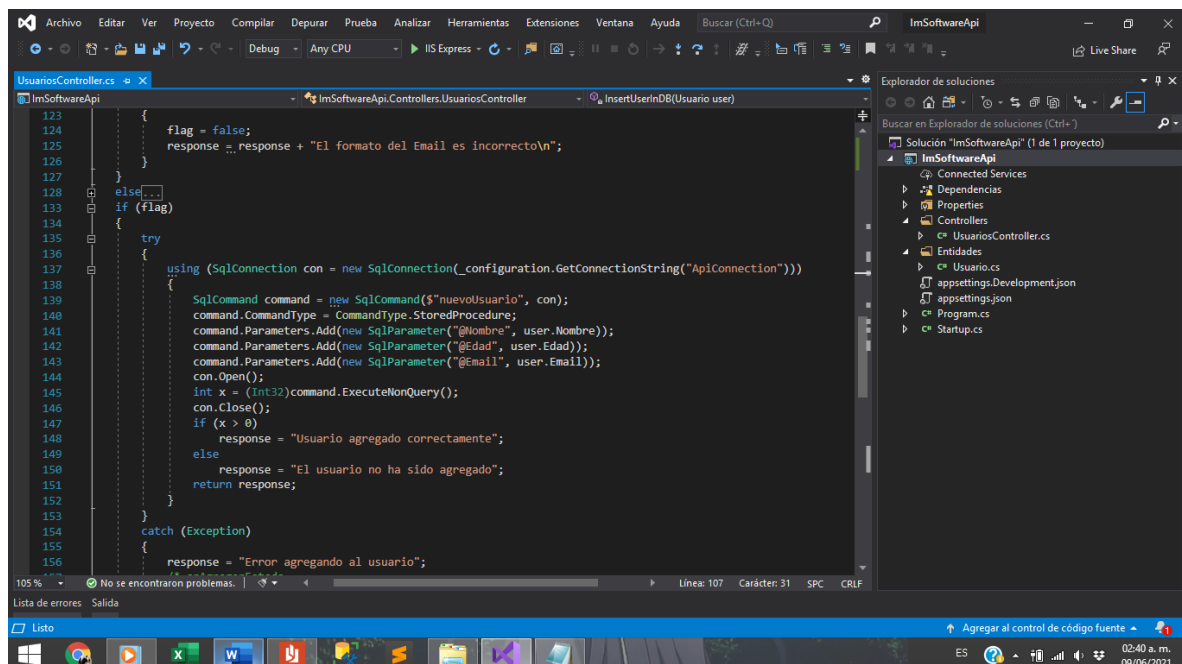 Archivo Editar Ver Proyecto Compilar Depurar Prueba Analizar Herramientas Extensiones Ventana Ayuda Buscar (Ctrl+Q) ImSoftwareApi
Debug Any CPU IIS Express Live Share
UsuariosController.cs
ImSoftwareApi ImSoftwareApi.Controllers.UsuariosController InsertUserInDB(Usuario user)
123 {
124 flag = false;
125 response = response + "El formato del Email es incorrecto\n";
126 }
127 }
128 else...
133 if (flag)
134 {
135 try
136 {
137 using (SqlConnection con = new SqlConnection(_configuration.GetConnectionString("ApiConnection")))
138 {
139 SqlCommand command = new SqlCommand($"nuevoUsuario", con);
140 command.CommandType = CommandType.StoredProcedure;
141 command.Parameters.Add(new SqlParameter("@Nombre", user.Nombre));
142 command.Parameters.Add(new SqlParameter("@Edad", user.Edad));
143 command.Parameters.Add(new SqlParameter("@Email", user.Email));
144 con.Open();
145 int x = (Int32)command.ExecuteNonQuery();
146 con.Close();
147 if (x > 0)
148 response = "Usuario agregado correctamente";
149 else
150 response = "El usuario no ha sido agregado";
151 return response;
152 }
153 }
154 catch (Exception)
155 {
156 response = "Error agregando al usuario";
105 % No se encontraron problemas. Línea: 107 Carácter: 31 SPC CRLF
Lista de errores Salida
Explorador de soluciones
Buscar en Explorador de soluciones (Ctrl+´)
Solución "ImSoftwareApi" (1 de 1 proyecto)
ImSoftwareApi
Connected Services
Dependencias
Properties
Controllers
C# UsuariosController.cs
Entidades
C# Usuario.cs
appsettings.Development.json
appsettings.json
C# Program.cs
C# Startup.cs
Listo Agregar al control de código fuente 1
ES 02:40 a. m.
09/06/2021